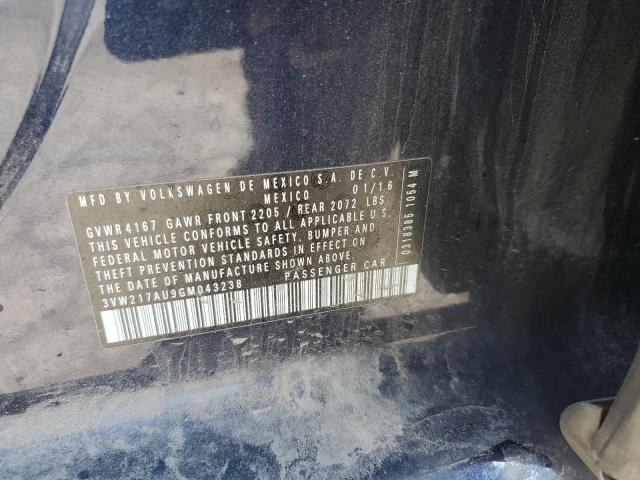 MFD BY VOLKSWAGEN DE MEXICO S.A. DE C.V.
MEXICO 01/16
GVWR 4167 GAWR FRONT 2205 / REAR 2072 LBS
THIS VEHICLE CONFORMS TO ALL APPLICABLE U.S.
FEDERAL MOTOR VEHICLE SAFETY, BUMPER AND
THEFT PREVENTION STANDARDS IN EFFECT ON
THE DATE OF MANUFACTURE SHOWN ABOVE.
3VW217AU9GM043238 PASSENGER CAR
0318385 1054 M